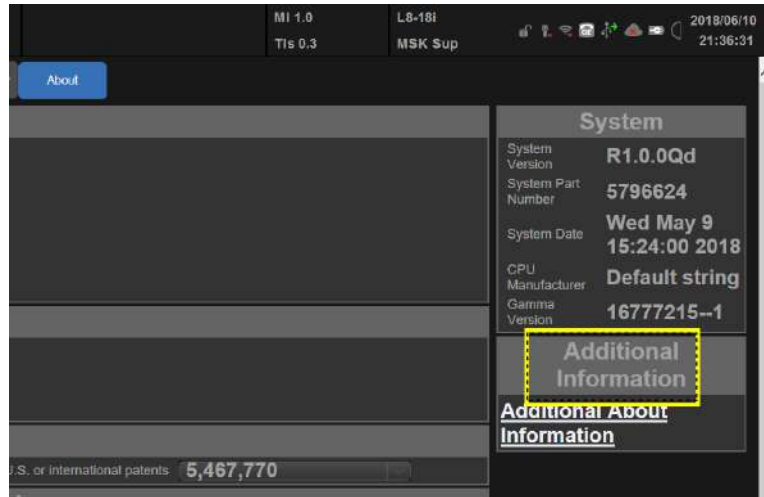 MI 1.0
TIs 0.3
L8-18i
MSK Sup
2018/06/10
21:36:31
About
System
System Version R1.0.0Qd
System Part Number 5796624
System Date Wed May 9 15:24:00 2018
CPU Manufacturer Default string
Gamma Version 16777215--1
Additional
Information
Additional About
Information
U.S. or international patents 5,467,770